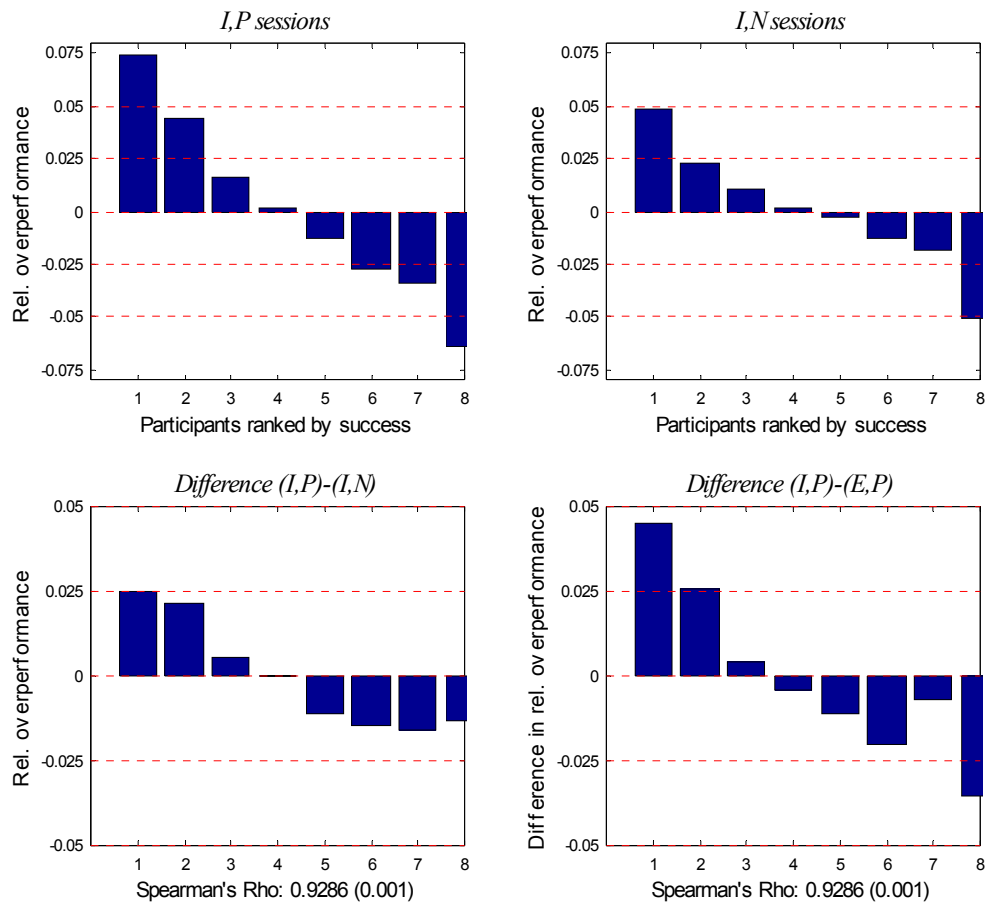 I,P sessions
0.075
0.05
0.025
0
-0.025
-0.05
-0.075
Rel. overperformance
1 2 3 4 5 6 7 8
Participants ranked by success
I,N sessions
0.075
0.05
0.025
0
-0.025
-0.05
-0.075
Rel. overperformance
1 2 3 4 5 6 7 8
Participants ranked by success
Difference (I,P)-(I,N)
0.05
0.025
0
-0.025
-0.05
Rel. overperformance
1 2 3 4 5 6 7 8
Spearman's Rho: 0.9286 (0.001)
Difference (I,P)-(E,P)
0.05
0.025
0
-0.025
-0.05
Difference in rel. overperformance
1 2 3 4 5 6 7 8
Spearman's Rho: 0.9286 (0.001)